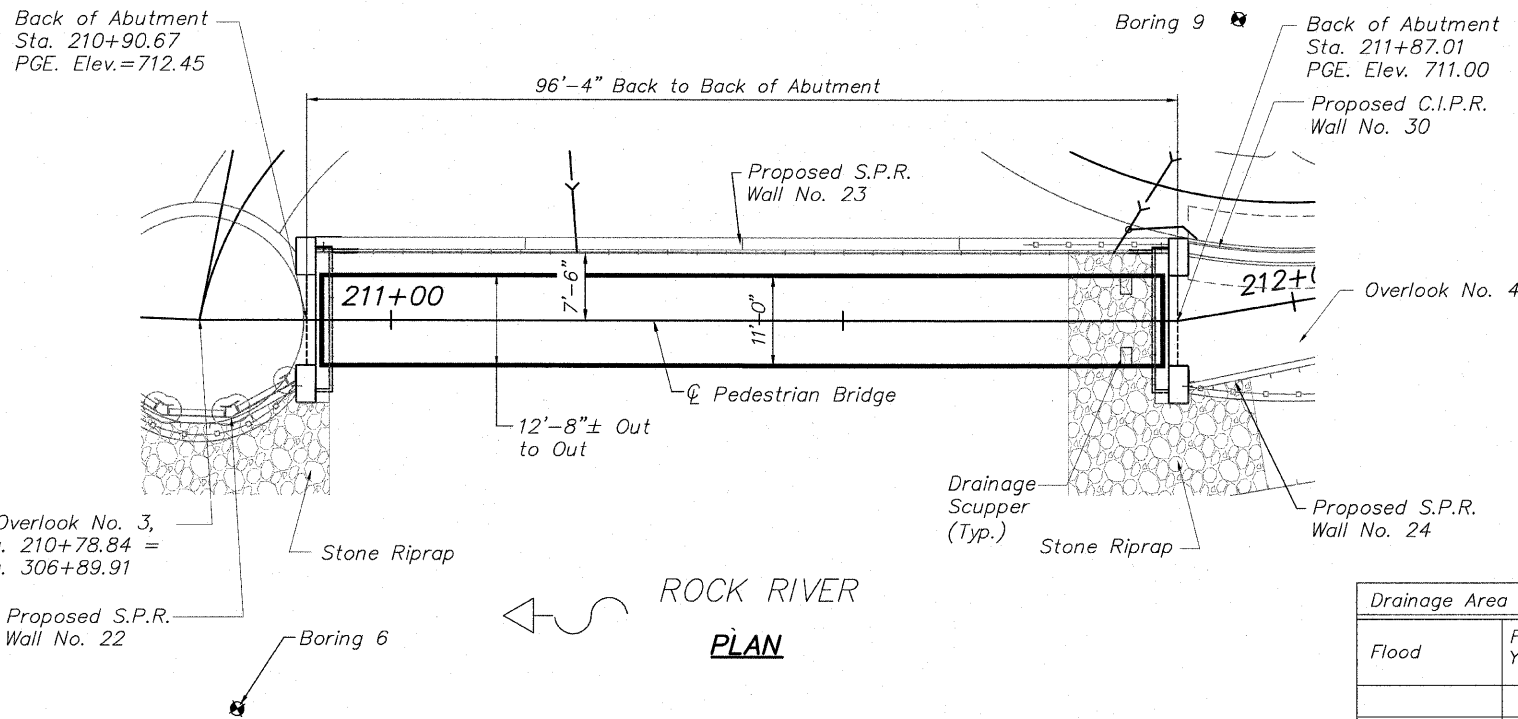 Back of Abutment
Sta. 210+90.67
PGE. Elev.=712.45
Boring 9
Back of Abutment
Sta. 211+87.01
PGE. Elev. 711.00
96'-4" Back to Back of Abutment
Proposed C.I.P.R.
Wall No. 30
Proposed S.P.R.
Wall No. 23
211+00
7'-6"
11'-0"
Overlook No. 4
℄ Pedestrian Bridge
12'-8"± Out
to Out
Drainage
Scupper
(Typ.)
Stone Riprap
Proposed S.P.R.
Wall No. 24
Overlook No. 3,
210+78.84 =
306+89.91
Stone Riprap
Proposed S.P.R.
Wall No. 22
Boring 6
ROCK RIVER
PLAN
Drainage Area
Flood